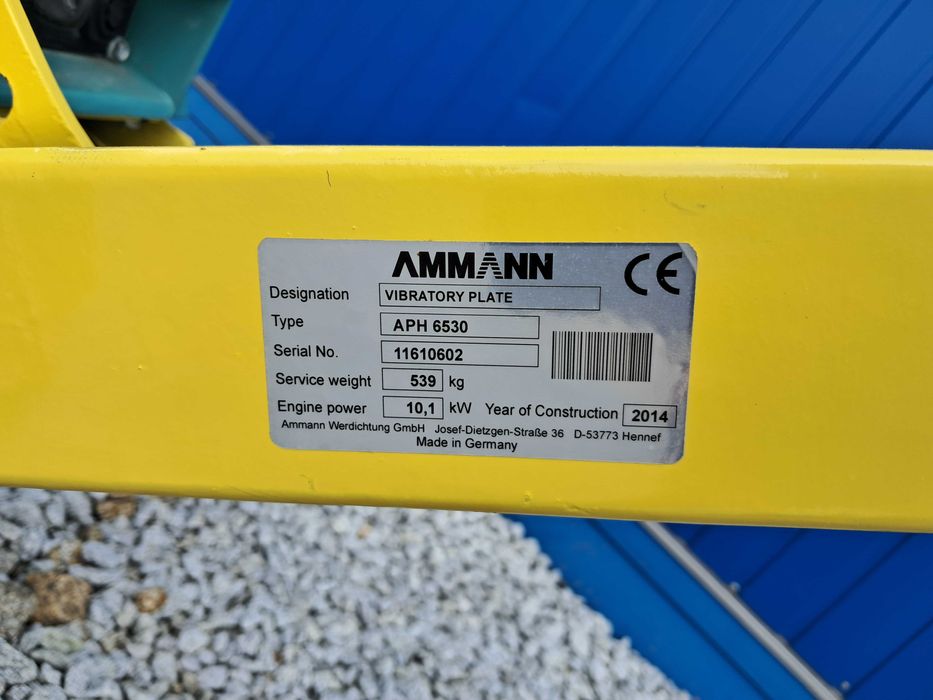 AMMANN CE
Designation VIBRATORY PLATE
Type APH 6530
Serial No. 11610602
Service weight 539 kg
Engine power 10,1 kW Year of Construction 2014
Ammann Werdichtung GmbH Josef-Dietzgen-Straße 36 D-53773 Hennef
Made in Germany